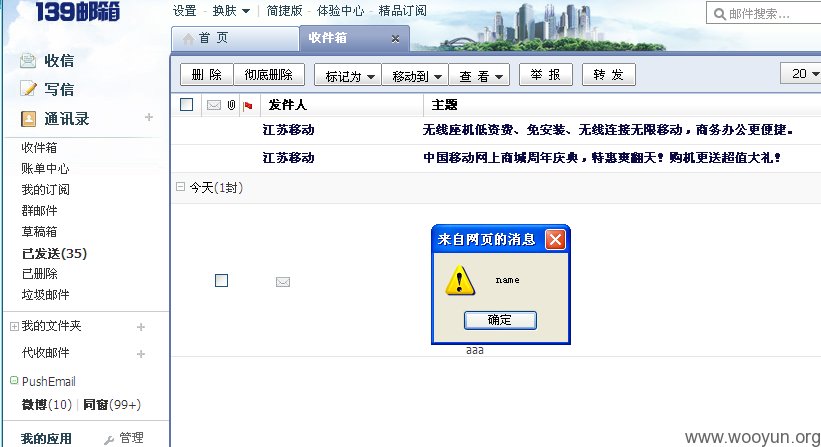 139邮箱
设置 - 换肤 | 简捷版 - 体验中心 - 精品订阅
邮件搜索...
首 页
收件箱
收信
写信
通讯录 +
删 除 彻底删除 标记为 移动到 查 看 举 报 转 发 20
发件人 主题
江苏移动 无线座机低资费、免安装、无线连接无限移动，商务办公更便捷。
江苏移动 中国移动网上商城周年庆典，特惠爽翻天！购机更送超值大礼！
今天(1封)
收件箱
账单中心
我的订阅
群邮件
草稿箱
已发送(35)
已删除
垃圾邮件
我的文件夹 +
代收邮件 +
PushEmail
微博(10) | 同窗(99+)
我的应用 管理
来自网页的消息
name
确定
aaa
www.wooyun.org